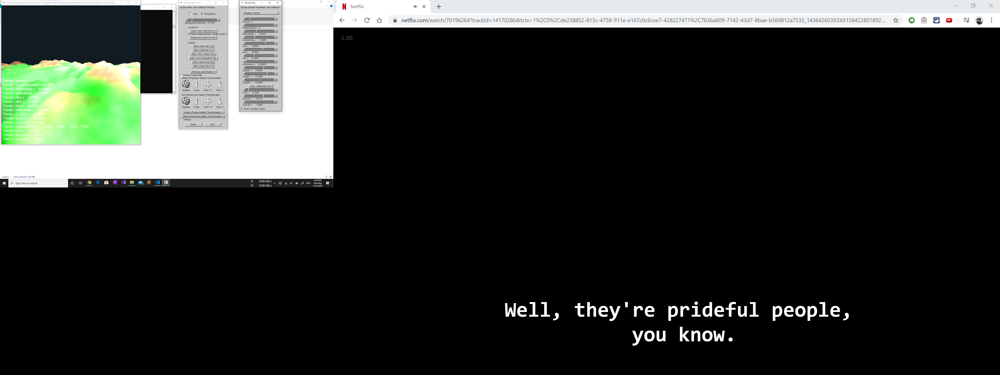 D:\Study Material\2020-Winter\CS557 Computer Graphics Shaders\Assignments\Final Project\FinalProject_Akash Agar...
Terrain : uLevel = 1
Terrain : uNumOctaves = 5
Terrain : uNoiseAmp = 5.4878
Terrain : uNoiseFreq = 1.0000
Terrain : uKa = 0.6890
Terrain : uKd = 0.6000
Terrain : uKs = 0.3000
Terrain : uShininess = 10.0000
Terrain : uLightX = 5.0000
Terrain : uLightY = 10.0000
Terrain : uLightZ = 20.0000
Terrain : uSpecularColor = 1.000, 1.000, 1.000, 1.000
Terrain : uTol = 0.1000
Terrain : uLevel1 = 0.6110
Terrain : uLevel2 = 1.0000
GLman Main User I...
GLman Main User Interface Window
Axes Perspective
Background Intensity = 0.1294
GLIB File
Load a new GLIB File [^L]
D:\Study Material\2020-Winter\CS557 C
Reload the GLIB File [^R]
Editing
Edit a Glib File [^G]
Edit a Vert File [^V]
Edit a Tess Control File
Edit a Tess Evaluation File
Edit a Geom File [^E]
Edit a Frag File [^F]
Hardcopy and Display +
Display Frame Rate
Global (Projection Matrix) Transformation
Rotation Scale Trans XY Trans Z
Eye (ModelView Matrix) Transformation
Rotation Scale Trans XY Trans Z
Texture (Texture Matrix) Transformation +
Object (Individual Matrix) Transformation +
Verbose
Reset Quit
GLman Sha...
GLman Shader Parameter User Interface
Program: Terrain -
uLevel = 1
uNumOctaves = 5
uNoiseAmp = 5.4878
uNoiseFreq = 1.0000
uKa = 0.6890
uKd = 0.6000
uKs = 0.3000
uShininess = 10.0000
uLightX = 5.0000
uLightY = 10.0000
uLightZ = 20.0000
Color: uSpecularColor
uTol = 0.1000
uLevel1 = 0.6110
uLevel2 = 1.0000
Show Variable Labels
5 items 1 item selected 6.60 MB
Type here to search
U: 0.00 kB/s
D: 0.00 kB/s
ENG
4:39 PM
Saturday
3/14/2020
Netflix
netflix.com/watch/70196264?trackId=14170286&tctx=1%2C0%2Cde238852-813c-4758-911e-e167c0c6cee7-428227471%2C7636a609-7142-43d7-8bae-b569812a7535_143642603X3XX158422801892...
1.00
Well, they're prideful people,
you know.